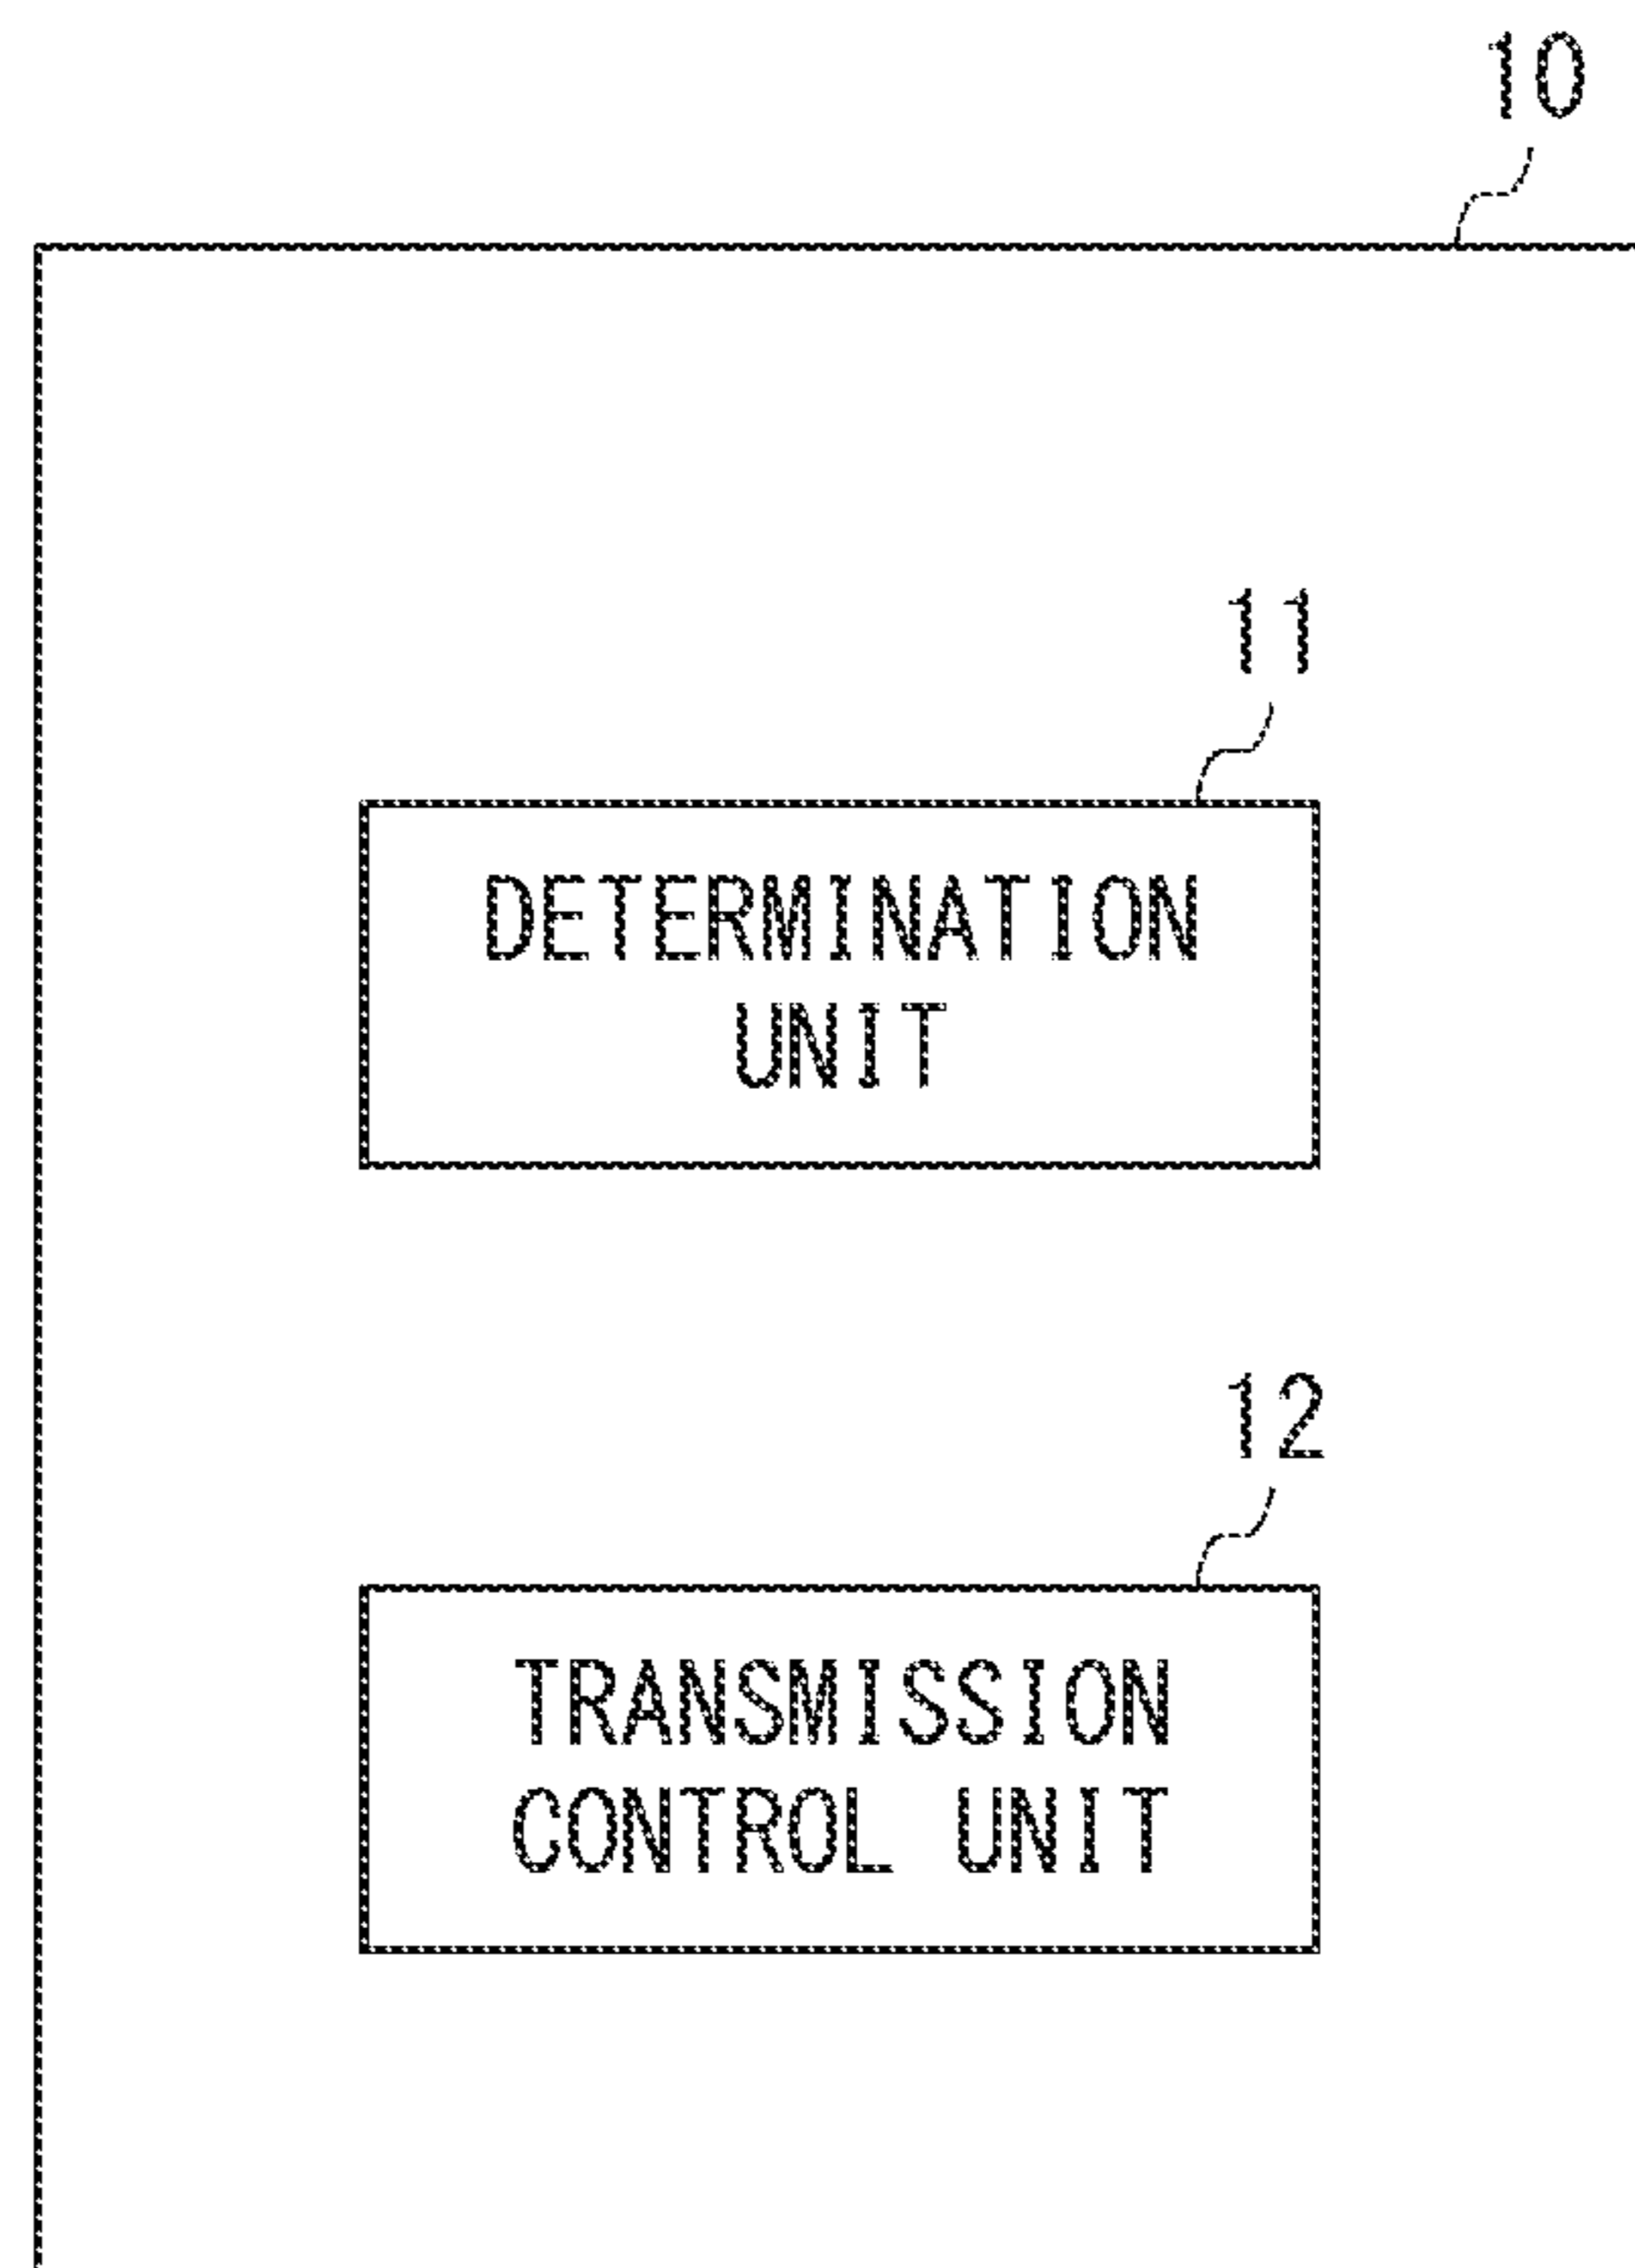 10
11
DETERMINATION
UNIT
12
TRANSMISSION
CONTROL UNIT